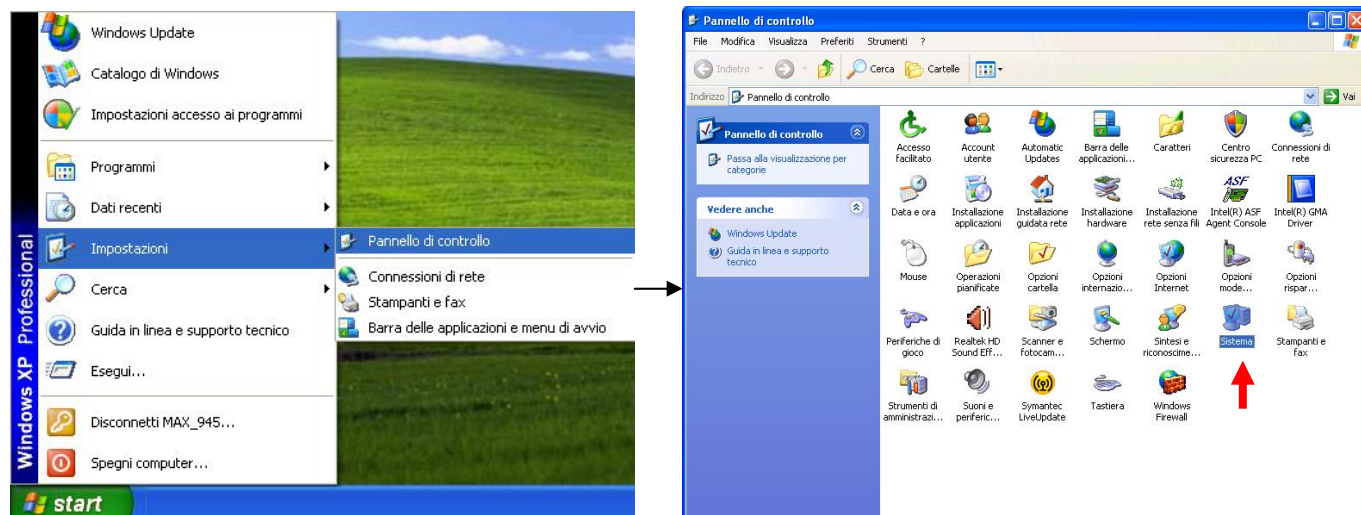 Windows Update
Catalogo di Windows
Impostazioni accesso ai programmi
Programmi
Dati recenti
Impostazioni
Cerca
Guida in linea e supporto tecnico
Esegui...
Disconnetti MAX_945...
Spegni computer...
Windows XP Professional
start
Pannello di controllo
Connessioni di rete
Stampanti e fax
Barra delle applicazioni e menu di avvio
Pannello di controllo
File Modifica Visualizza Preferiti Strumenti ?
Indietro Cerca Cartelle
Indirizzo Pannello di controllo Vai
Pannello di controllo
Passa alla visualizzazione per
categorie
Vedere anche
Windows Update
Guida in linea e supporto
tecnico
Accesso
facilitato
Account
utente
Automatic
Updates
Barra delle
applicazioni...
Caratteri
Centro
sicurezza PC
Connessioni di
rete
Data e ora
Installazione
applicazioni
Installazione
guidata rete
Installazione
hardware
Installazione
rete senza fili
ASF
Intel(R) ASF
Agent Console
Intel(R) GMA
Driver
Mouse
Operazioni
pianificate
Opzioni
cartella
Opzioni
internazio...
Opzioni
Internet
Opzioni
mode...
Opzioni
rispar...
Periferiche di
gioco
Realtek HD
Sound Eff...
Scanner e
fotocam...
Schermo
Sintesi e
riconoscime...
Sistema
Stampanti e
fax
Strumenti di
amministrazi...
Suoni e
periferic...
Symantec
LiveUpdate
Tastiera
Windows
Firewall